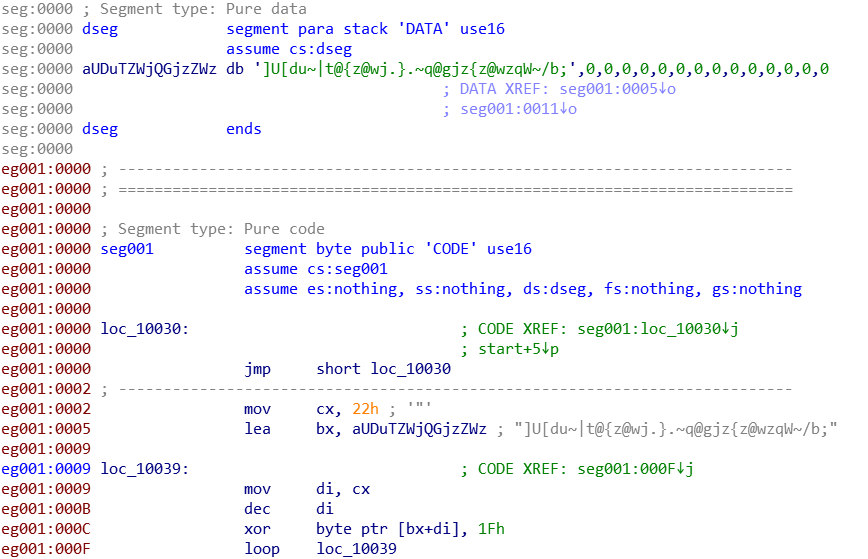 seg:0000 ; Segment type: Pure data
seg:0000 dseg            segment para stack 'DATA' use16
seg:0000                 assume cs:dseg
seg:0000 aUDuTZWjQGjzZWz db ']U[du~|t@{z@wj.}.~q@gjz{z@wzqW~/b;',0,0,0,0,0,0,0,0,0,0,0,0,0,0
seg:0000                                         ; DATA XREF: seg001:0005↓o
seg:0000                                         ; seg001:0011↓o
seg:0000 dseg            ends
seg:0000
eg001:0000 ; ---------------------------------------------------------------------------
eg001:0000 ; ===========================================================================
eg001:0000
eg001:0000 ; Segment type: Pure code
eg001:0000 seg001          segment byte public 'CODE' use16
eg001:0000                 assume cs:seg001
eg001:0000                 assume es:nothing, ss:nothing, ds:dseg, fs:nothing, gs:nothing
eg001:0000
eg001:0000 loc_10030:                              ; CODE XREF: seg001:loc_10030↓j
eg001:0000                                         ; start+5↓p
eg001:0000                 jmp     short loc_10030
eg001:0002 ; ---------------------------------------------------------------------------
eg001:0002                 mov     cx, 22h ; '"'
eg001:0005                 lea     bx, aUDuTZWjQGjzZWz ; "]U[du~|t@{z@wj.}.~q@gjz{z@wzqW~/b;"
eg001:0009
eg001:0009 loc_10039:                              ; CODE XREF: seg001:000F↓j
eg001:0009                 mov     di, cx
eg001:000B                 dec     di
eg001:000C                 xor     byte ptr [bx+di], 1Fh
eg001:000F                 loop    loc_10039